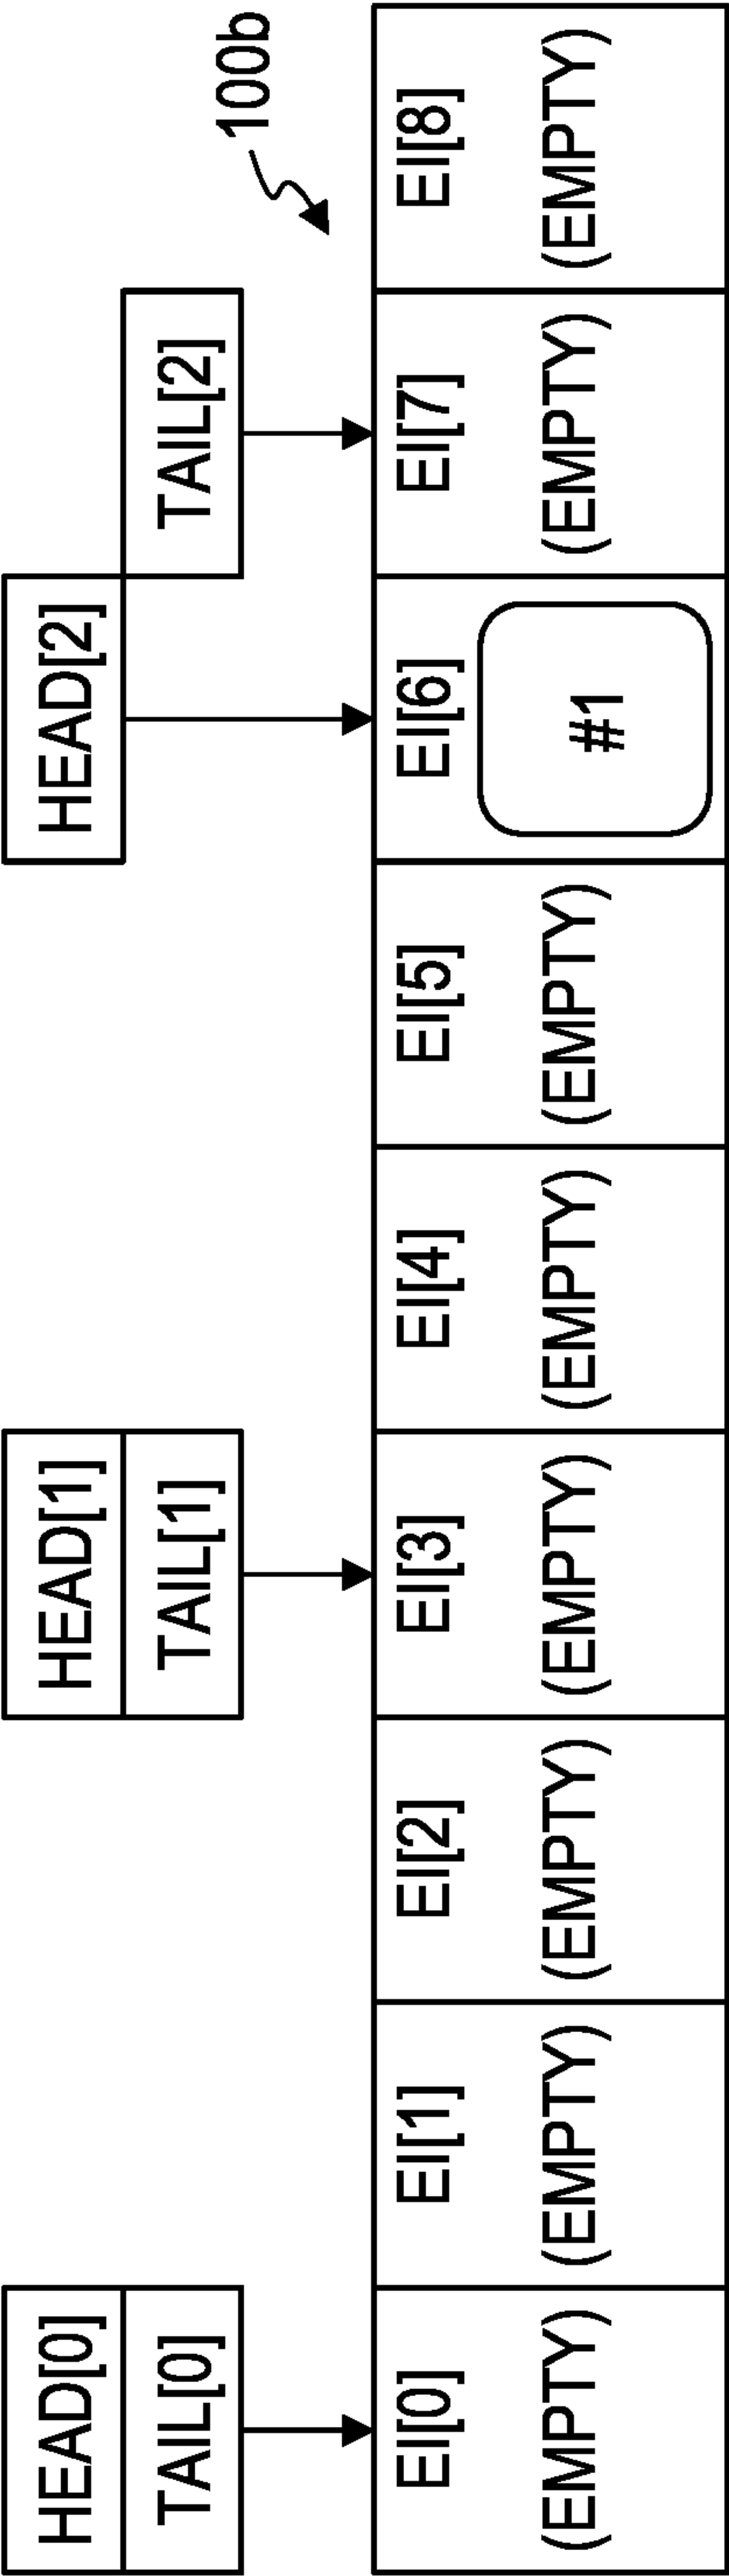 100b
HEAD[0]
HEAD[1]
HEAD[2]
TAIL[0]
TAIL[1]
TAIL[2]
EI[0]
EI[1]
EI[2]
EI[3]
EI[4]
EI[5]
EI[6]
EI[7]
EI[8]
(EMPTY)
(EMPTY)
(EMPTY)
(EMPTY)
(EMPTY)
(EMPTY)
#1
(EMPTY)
(EMPTY)